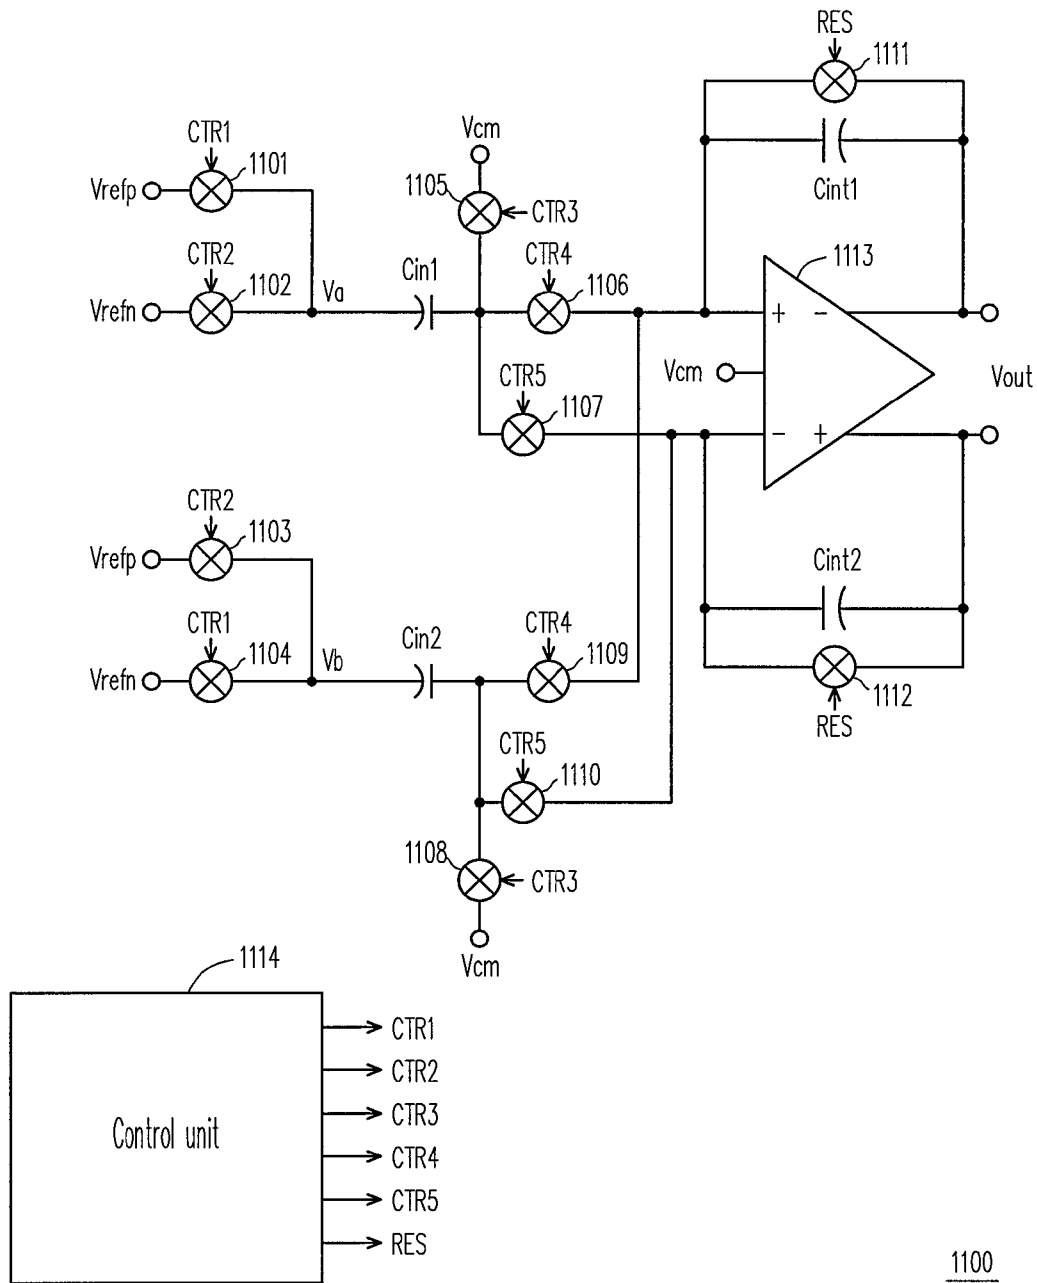 RES
1111
Vcm
CTR1
1101
Vrefp
1105
CTR3
Cint1
CTR2
1102
Vrefn
Va
Cin1
CTR4
1106
1113
+
−
Vcm
Vout
CTR5
1107
−
+
CTR2
1103
Vrefp
Cint2
CTR1
1104
Vrefn
Vb
Cin2
CTR4
1109
1112
RES
CTR5
1110
1108
CTR3
Vcm
1114
Control unit
CTR1
CTR2
CTR3
CTR4
CTR5
RES
1100